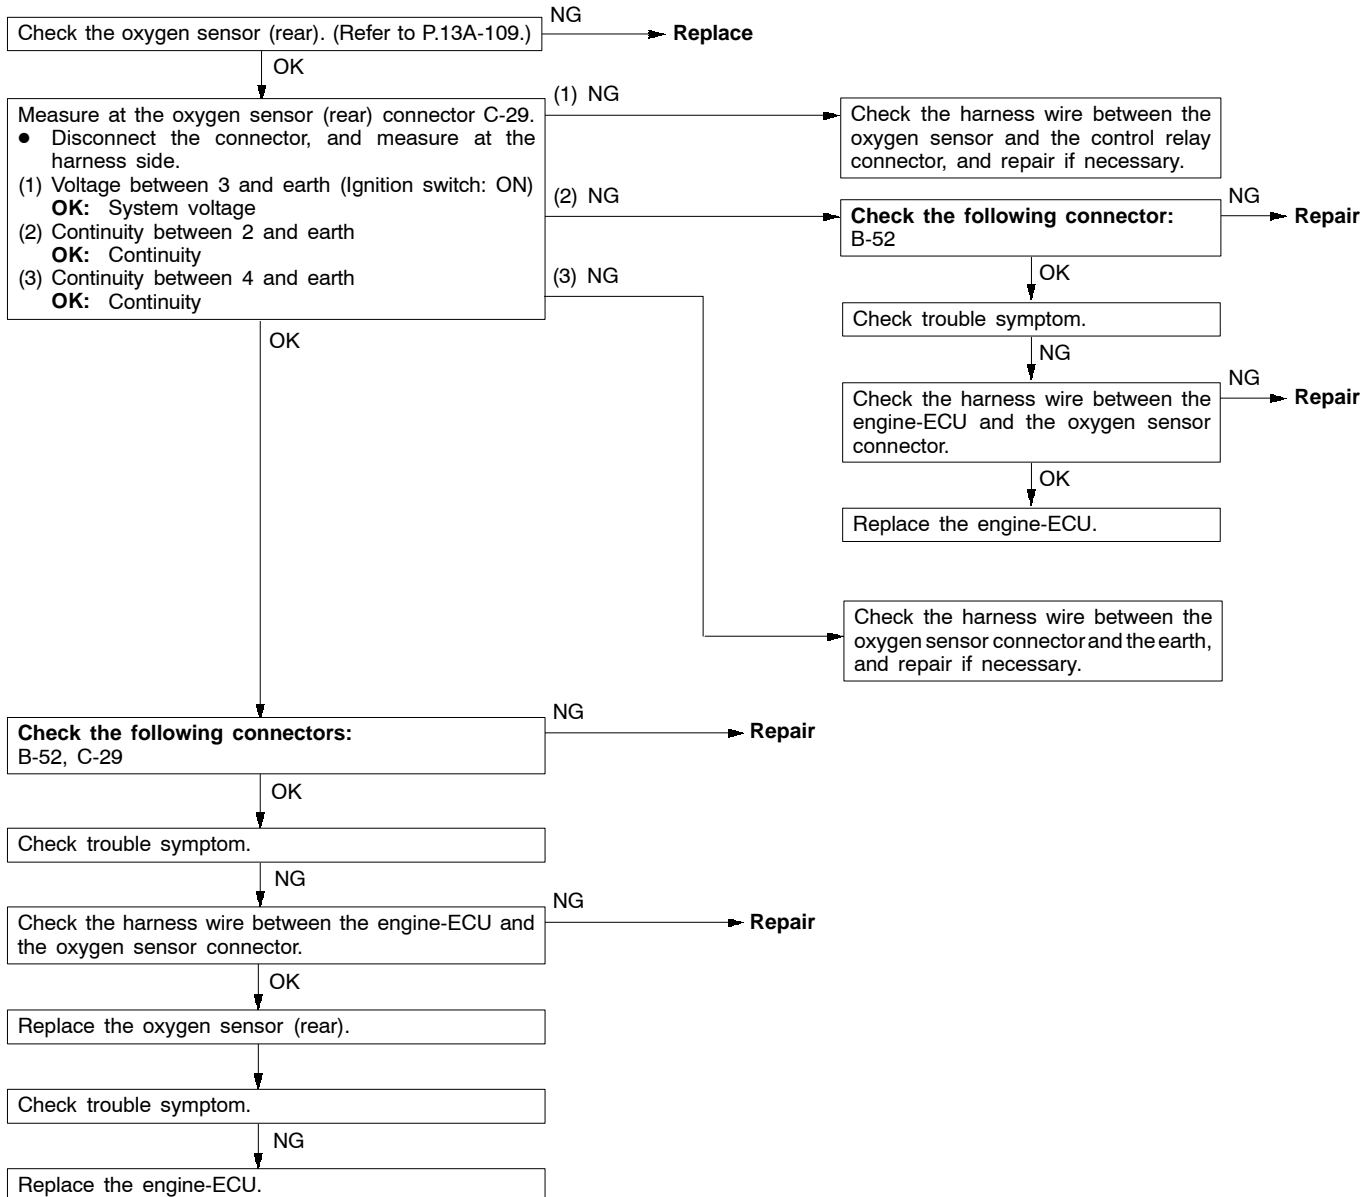 Check the oxygen sensor (rear). (Refer to P.13A-109.)
NG
Replace
OK
Measure at the oxygen sensor (rear) connector C-29.
● Disconnect the connector, and measure at the
harness side.
(1) Voltage between 3 and earth (Ignition switch: ON)
OK: System voltage
(2) Continuity between 2 and earth
OK: Continuity
(3) Continuity between 4 and earth
OK: Continuity
(1) NG
Check the harness wire between the
oxygen sensor and the control relay
connector, and repair if necessary.
(2) NG
Check the following connector:
B-52
NG
Repair
OK
Check trouble symptom.
NG
Check the harness wire between the
engine-ECU and the oxygen sensor
connector.
NG
Repair
OK
Replace the engine-ECU.
(3) NG
Check the harness wire between the
oxygen sensor connector and the earth,
and repair if necessary.
OK
Check the following connectors:
B-52, C-29
NG
Repair
OK
Check trouble symptom.
NG
Check the harness wire between the engine-ECU and
the oxygen sensor connector.
NG
Repair
OK
Replace the oxygen sensor (rear).
Check trouble symptom.
NG
Replace the engine-ECU.